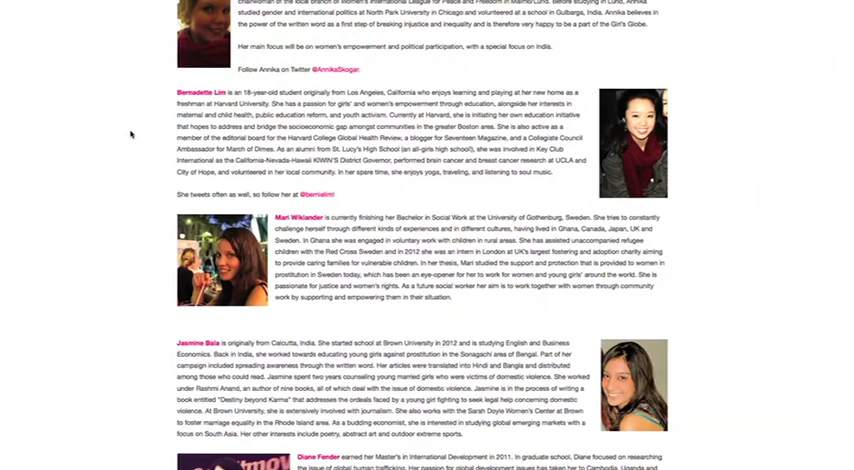 chairwoman of the local branch of Women's International League for Peace and Freedom in Malmö/Lund. Before studying in Lund, Annika
studied gender and international politics at North Park University in Chicago and volunteered at a school in Gulbarga, India. Annika believes in
the power of the written word as a first step of breaking injustice and inequality and is therefore very happy to be a part of the Girl's Globe.
Her main focus will be on women's empowerment and political participation, with a special focus on India.
Follow Annika on Twitter @AnnikaSkogar.
Bernadette Lim is an 18-year-old student originally from Los Angeles, California who enjoys learning and playing at her new home as a
freshman at Harvard University. She has a passion for girls' and women's empowerment through education, alongside her interests in
maternal and child health, public education reform, and youth activism. Currently at Harvard, she is initiating her own education initiative
that hopes to address and bridge the socioeconomic gap amongst communities in the greater Boston area. She is also active as a
member of the editorial board for the Harvard College Global Health Review, a blogger for Seventeen Magazine, and a Collegiate Council
Ambassador for March of Dimes. As an alumni from St. Lucy's High School (an all-girls high school!), she was involved in Key Club
International as the California-Nevada-Hawaii KIWIN'S District Governor, performed brain cancer and breast cancer research at UCLA and
City of Hope, and volunteered in her local community. In her spare time, she enjoys yoga, traveling, and listening to soul music.
She tweets often as well, so follow her at @bernielim!
Mari Wiklander is currently finishing her Bachelor in Social Work at the University of Gothenburg, Sweden. She tries to constantly
challenge herself through different kinds of experiences and in different cultures, having lived in Ghana, Canada, Japan, UK and
Sweden. In Ghana she was engaged in voluntary work with children in rural areas. She has assisted unaccompanied refugee
children with the Red Cross Sweden and in 2012 she was an intern in London at UK's largest fostering and adoption charity aiming
to provide caring families for vulnerable children. In her thesis, Mari studied the support and protection that is provided to women in
prostitution in Sweden today, which has been an eye-opener for her to work for women and young girls' around the world. She is
passionate for justice and women's rights. As a future social worker her aim is to work together with women through community
work by supporting and empowering them in their situation.
Jasmine Bala is originally from Calcutta, India. She started school at Brown University in 2012 and is studying English and Business
Economics. Back in India, she worked towards educating young girls against prostitution in the Sonagachi area of Bengal. Part of her
campaign included spreading awareness through the written word. Her articles were translated into Hindi and Bangla and distributed
among those who could read. Jasmine spent two years counseling young married girls who were victims of domestic violence. She worked
under Rashmi Anand, an author of nine books, all of which deal with the issue of domestic violence. Jasmine is in the process of writing a
book entitled "Destiny beyond Karma" that addresses the ordeals faced by a young girl fighting to seek legal help concerning domestic
violence. At Brown University, she is extensively involved with journalism. She also works with the Sarah Doyle Women's Center at Brown
to foster marriage equality in the Rhode Island area. As a budding economist, she is interested in studying global emerging markets with a
focus on South Asia. Her other interests include poetry, abstract art and outdoor extreme sports.
Diane Fender earned her Master's in International Development in 2011. In graduate school, Diane focused on researching
the issue of global human trafficking. Her passion for global development issues has taken her to Cambodia, Uganda and